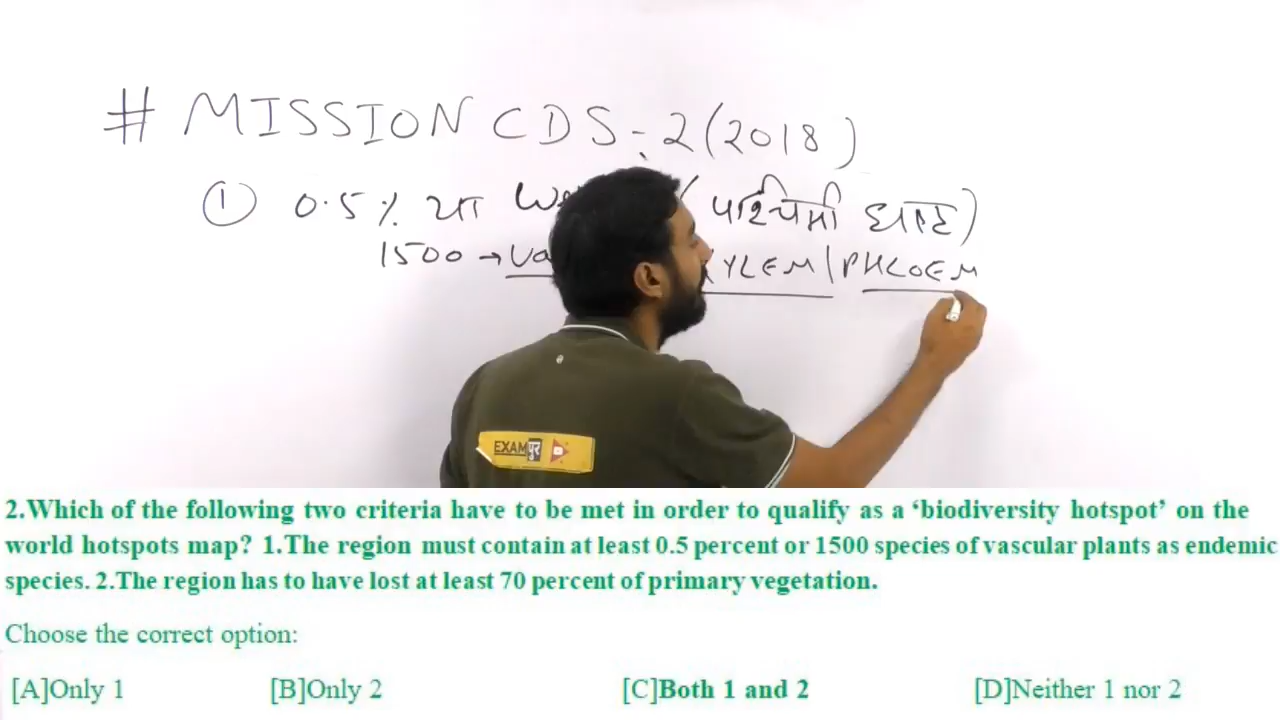 # MISSION CDS-2 (2018)
① 0.5% या ( पश्चिमी घाट)
1500 → XYLEM / PHLOEM
EXAM पुर
2.Which of the following two criteria have to be met in order to qualify as a ‘biodiversity hotspot’ on the
world hotspots map? 1.The region must contain at least 0.5 percent or 1500 species of vascular plants as endemic
species. 2.The region has to have lost at least 70 percent of primary vegetation.
Choose the correct option:
[A]Only 1 [B]Only 2 [C]Both 1 and 2 [D]Neither 1 nor 2